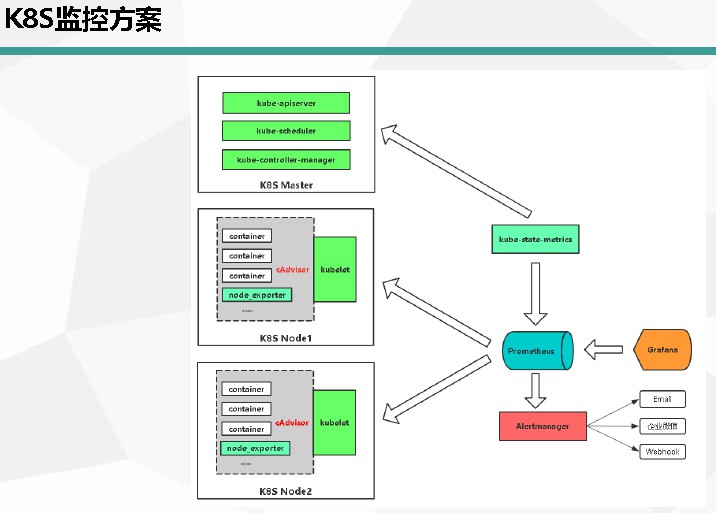 K8S监控方案
kube-apiserver
kube-scheduler
kube-controller-manager
K8S Master
container
container
container
cAdvisor
kubelet
node_exporter
......
K8S Node1
container
container
container
cAdvisor
kubelet
node_exporter
......
K8S Node2
kube-state-metrics
Prometheus
Grafana
Alertmanager
Email
企业微信
Webhook